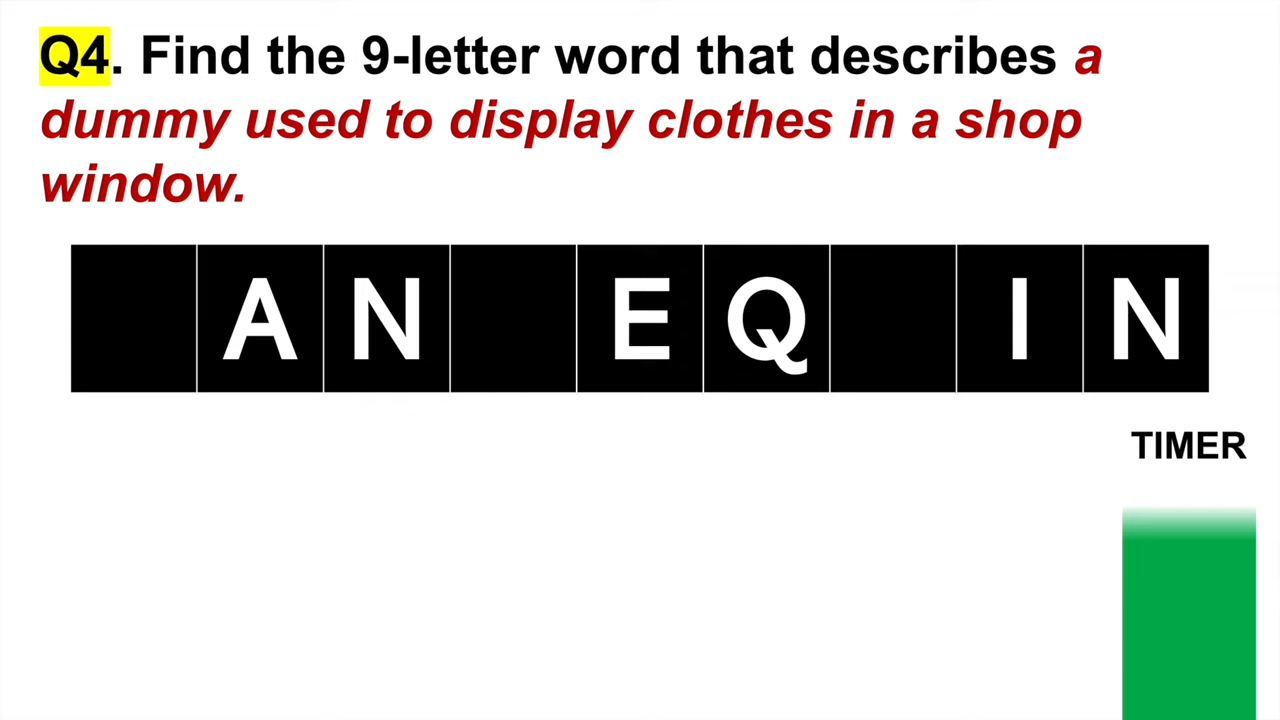 Q4. Find the 9-letter word that describes a
dummy used to display clothes in a shop
window.
A N E Q I N
TIMER